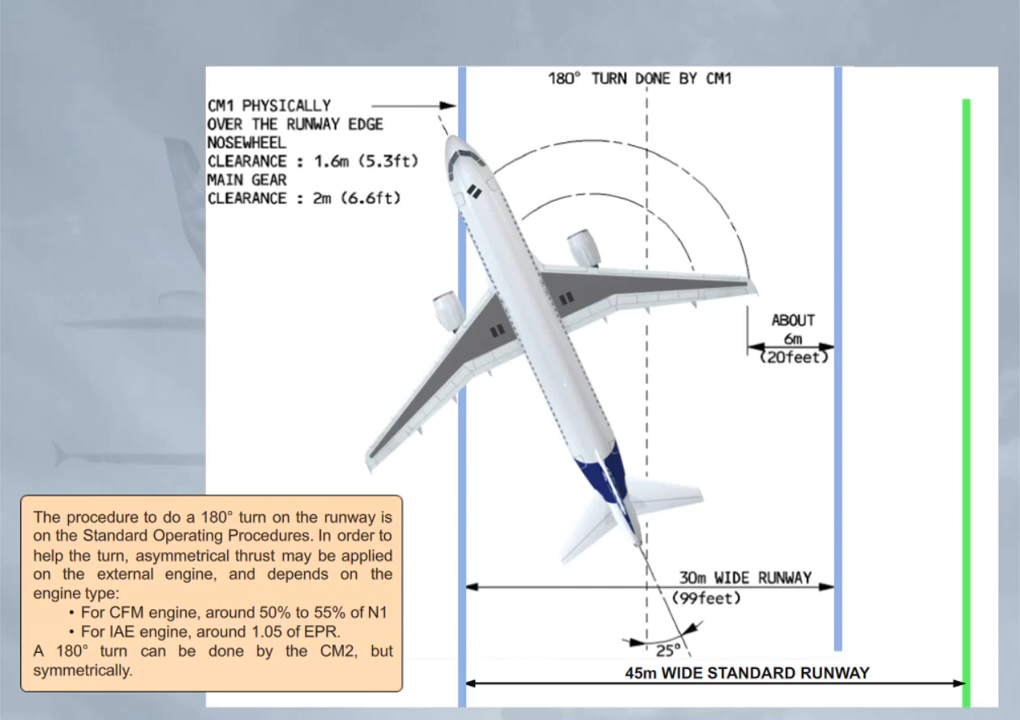 180° TURN DONE BY CM1
CM1 PHYSICALLY
OVER THE RUNWAY EDGE
NOSEWHEEL
CLEARANCE : 1.6m (5.3ft)
MAIN GEAR
CLEARANCE : 2m (6.6ft)
ABOUT
6m
(20feet)
The procedure to do a 180° turn on the runway is
on the Standard Operating Procedures. In order to
help the turn, asymmetrical thrust may be applied
on the external engine, and depends on the
engine type:
• For CFM engine, around 50% to 55% of N1
• For IAE engine, around 1.05 of EPR.
A 180° turn can be done by the CM2, but
symmetrically.
30m WIDE RUNWAY
(99feet)
25°
45m WIDE STANDARD RUNWAY